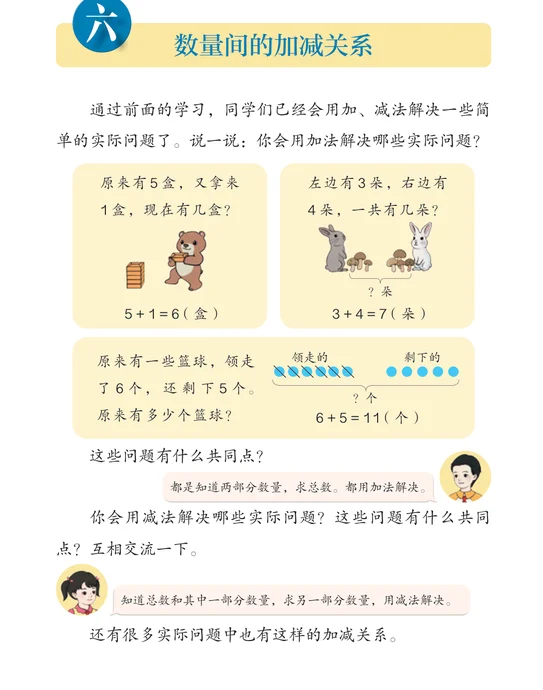 六
数量间的加减关系
通过前面的学习，同学们已经会用加、减法解决一些简
单的实际问题了。说一说：你会用加法解决哪些实际问题？
原来有5盒，又拿来
1盒，现在有几盒？
5+1=6(盒)
左边有3朵，右边有
4朵，一共有几朵？
?朵
3+4=7(朵)
原来有一些篮球，领走
了6个，还剩下5个。
原来有多少个篮球？
领走的 剩下的
?个
6+5=11(个)
这些问题有什么共同点？
都是知道两部分数量，求总数。都用加法解决。
你会用减法解决哪些实际问题？这些问题有什么共同
点？互相交流一下。
知道总数和其中一部分数量，求另一部分数量，用减法解决。
还有很多实际问题中也有这样的加减关系。